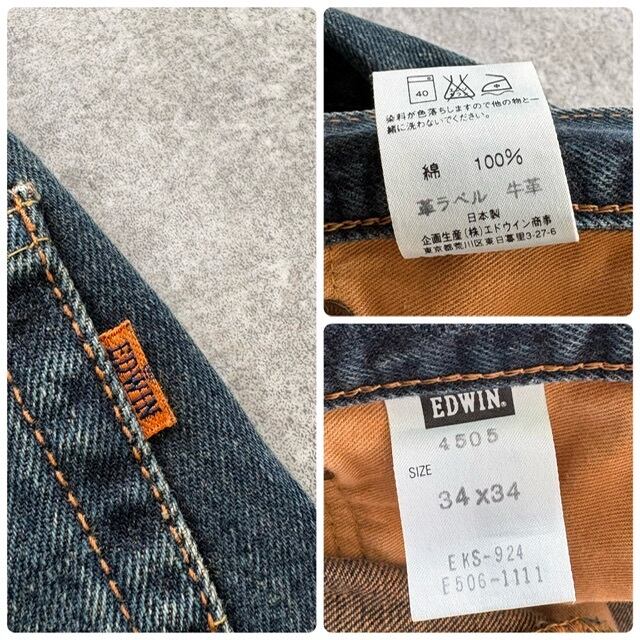 EDWIN
40
染料が色落ちしますので他の物と一
緒に洗わないでください。
綿 100%
革ラベル 牛革
日本製
企画生産(株)エドウイン商事
東京都荒川区東日暮里3-27-6
EDWIN®
4505
SIZE
34x34
EKS-924
E506-1111